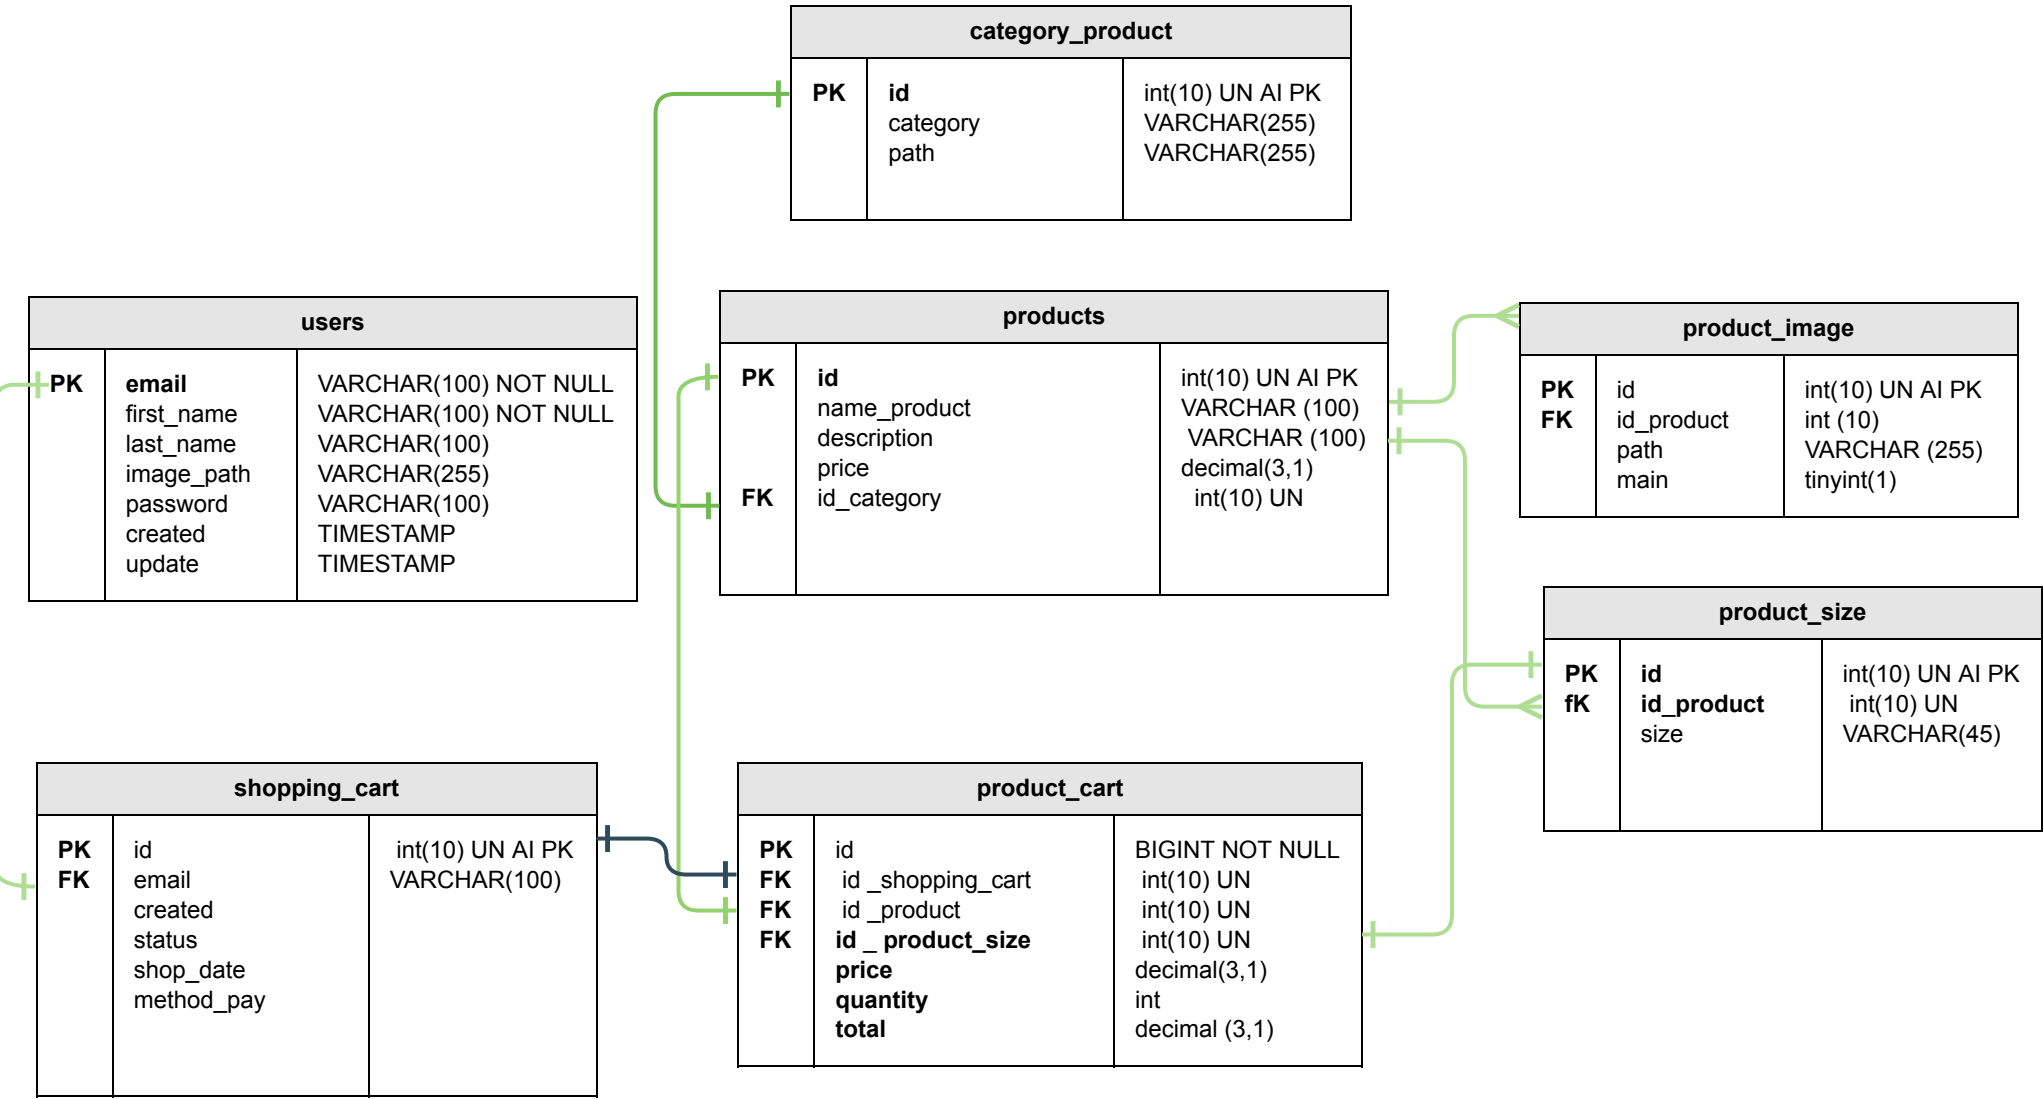 category_product
PK id int(10) UN AI PK
category VARCHAR(255)
path VARCHAR(255)
users
PK email VARCHAR(100) NOT NULL
first_name VARCHAR(100) NOT NULL
last_name VARCHAR(100)
image_path VARCHAR(255)
password VARCHAR(100)
created TIMESTAMP
update TIMESTAMP
products
PK id int(10) UN AI PK
name_product VARCHAR (100)
description VARCHAR (100)
price decimal(3,1)
FK id_category int(10) UN
product_image
PK id int(10) UN AI PK
FK id_product int (10)
path VARCHAR (255)
main tinyint(1)
product_size
PK id int(10) UN AI PK
fK id_product int(10) UN
size VARCHAR(45)
shopping_cart
PK id int(10) UN AI PK
FK email VARCHAR(100)
created
status
shop_date
method_pay
product_cart
PK id BIGINT NOT NULL
FK id _shopping_cart int(10) UN
FK id _product int(10) UN
FK id _ product_size int(10) UN
price decimal(3,1)
quantity int
total decimal (3,1)